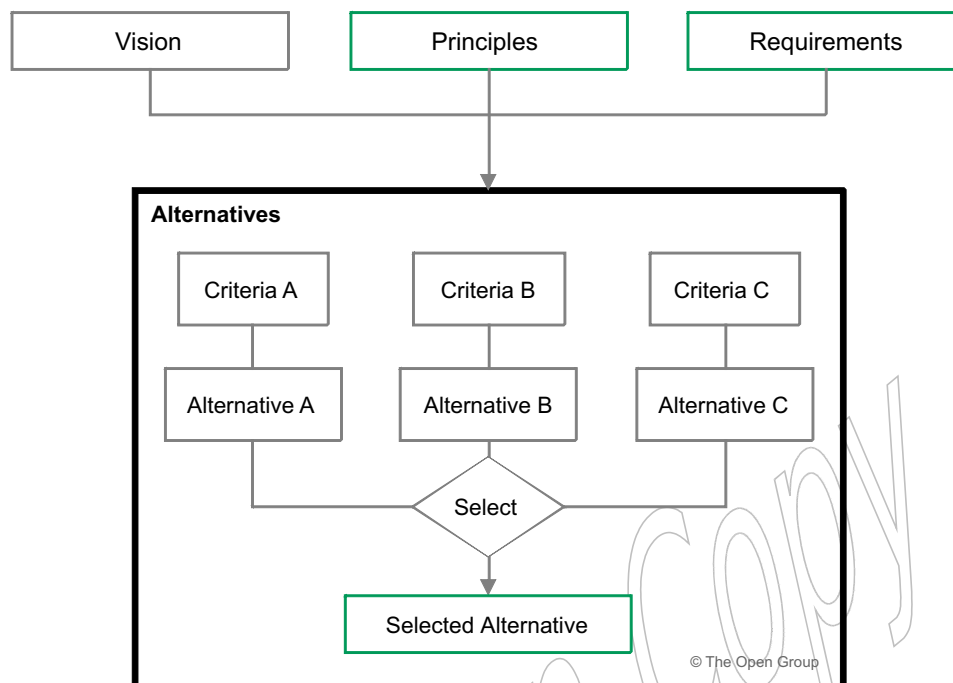 Vision
Principles
Requirements
Alternatives
Criteria A
Criteria B
Criteria C
Alternative A
Alternative B
Alternative C
Select
Selected Alternative
© The Open Group
Copy